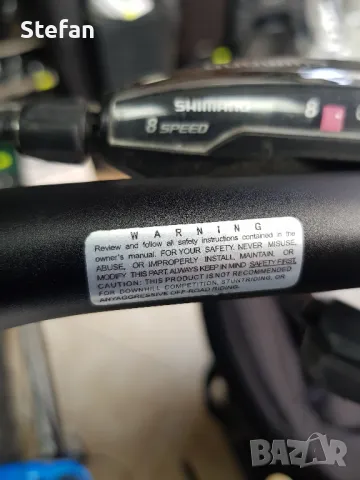 Stefan
SHIMANO
8 SPEED
8
WARNING
Review and follow all safety instructions contained in the
owner's manual. FOR YOUR SAFETY. NEVER MISUSE,
ABUSE, OR IMPROPERLY INSTALL, MAINTAIN, OR
MODIFY THIS PART. ALWAYS KEEP IN MIND SAFETY FIRST.
CAUTION: THIS PRODUCT IS NOT RECOMMENDED
FOR DOWNHILL COMPETITION, STUNTRIDING, OR
ANYAGGRESSIVE OFF-ROAD RIDING.
BAZAR
bg